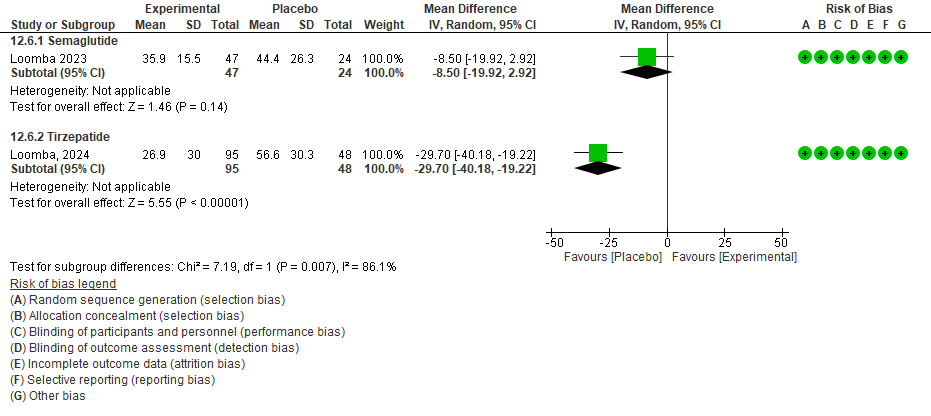 Experimental Placebo Mean Difference Mean Difference Risk of Bias
Study or Subgroup Mean SD Total Mean SD Total Weight IV, Random, 95% CI IV, Random, 95% CI A B C D E F G
12.6.1 Semaglutide
Loomba 2023 35.9 15.5 47 44.4 26.3 24 100.0% -8.50 [-19.92, 2.92]
Subtotal (95% CI) 47 24 100.0% -8.50 [-19.92, 2.92]
Heterogeneity: Not applicable
Test for overall effect: Z = 1.46 (P = 0.14)
12.6.2 Tirzepatide
Loomba, 2024 26.9 30 95 56.6 30.3 48 100.0% -29.70 [-40.18, -19.22]
Subtotal (95% CI) 95 48 100.0% -29.70 [-40.18, -19.22]
Heterogeneity: Not applicable
Test for overall effect: Z = 5.55 (P < 0.00001)
-50 -25 0 25 50
Favours [Placebo] Favours [Experimental]
Test for subgroup differences: Chi² = 7.19, df = 1 (P = 0.007), I² = 86.1%
Risk of bias legend
(A) Random sequence generation (selection bias)
(B) Allocation concealment (selection bias)
(C) Blinding of participants and personnel (performance bias)
(D) Blinding of outcome assessment (detection bias)
(E) Incomplete outcome data (attrition bias)
(F) Selective reporting (reporting bias)
(G) Other bias